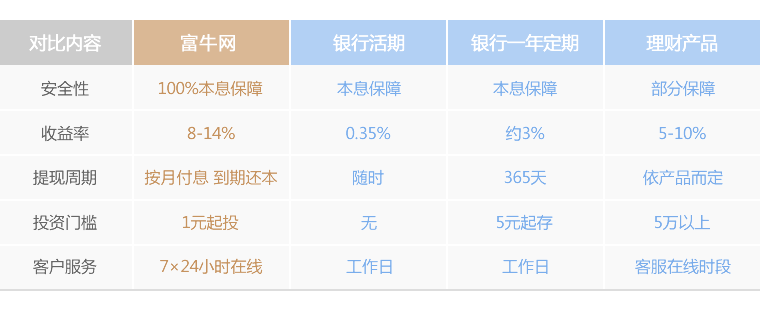 对比内容 富牛网 银行活期 银行一年定期 理财产品
安全性 100%本息保障 本息保障 本息保障 部分保障
收益率 8-14% 0.35% 约3% 5-10%
提现周期 按月付息 到期还本 随时 365天 依产品而定
投资门槛 1元起投 无 5元起存 5万以上
客户服务 7×24小时在线 工作日 工作日 客服在线时段